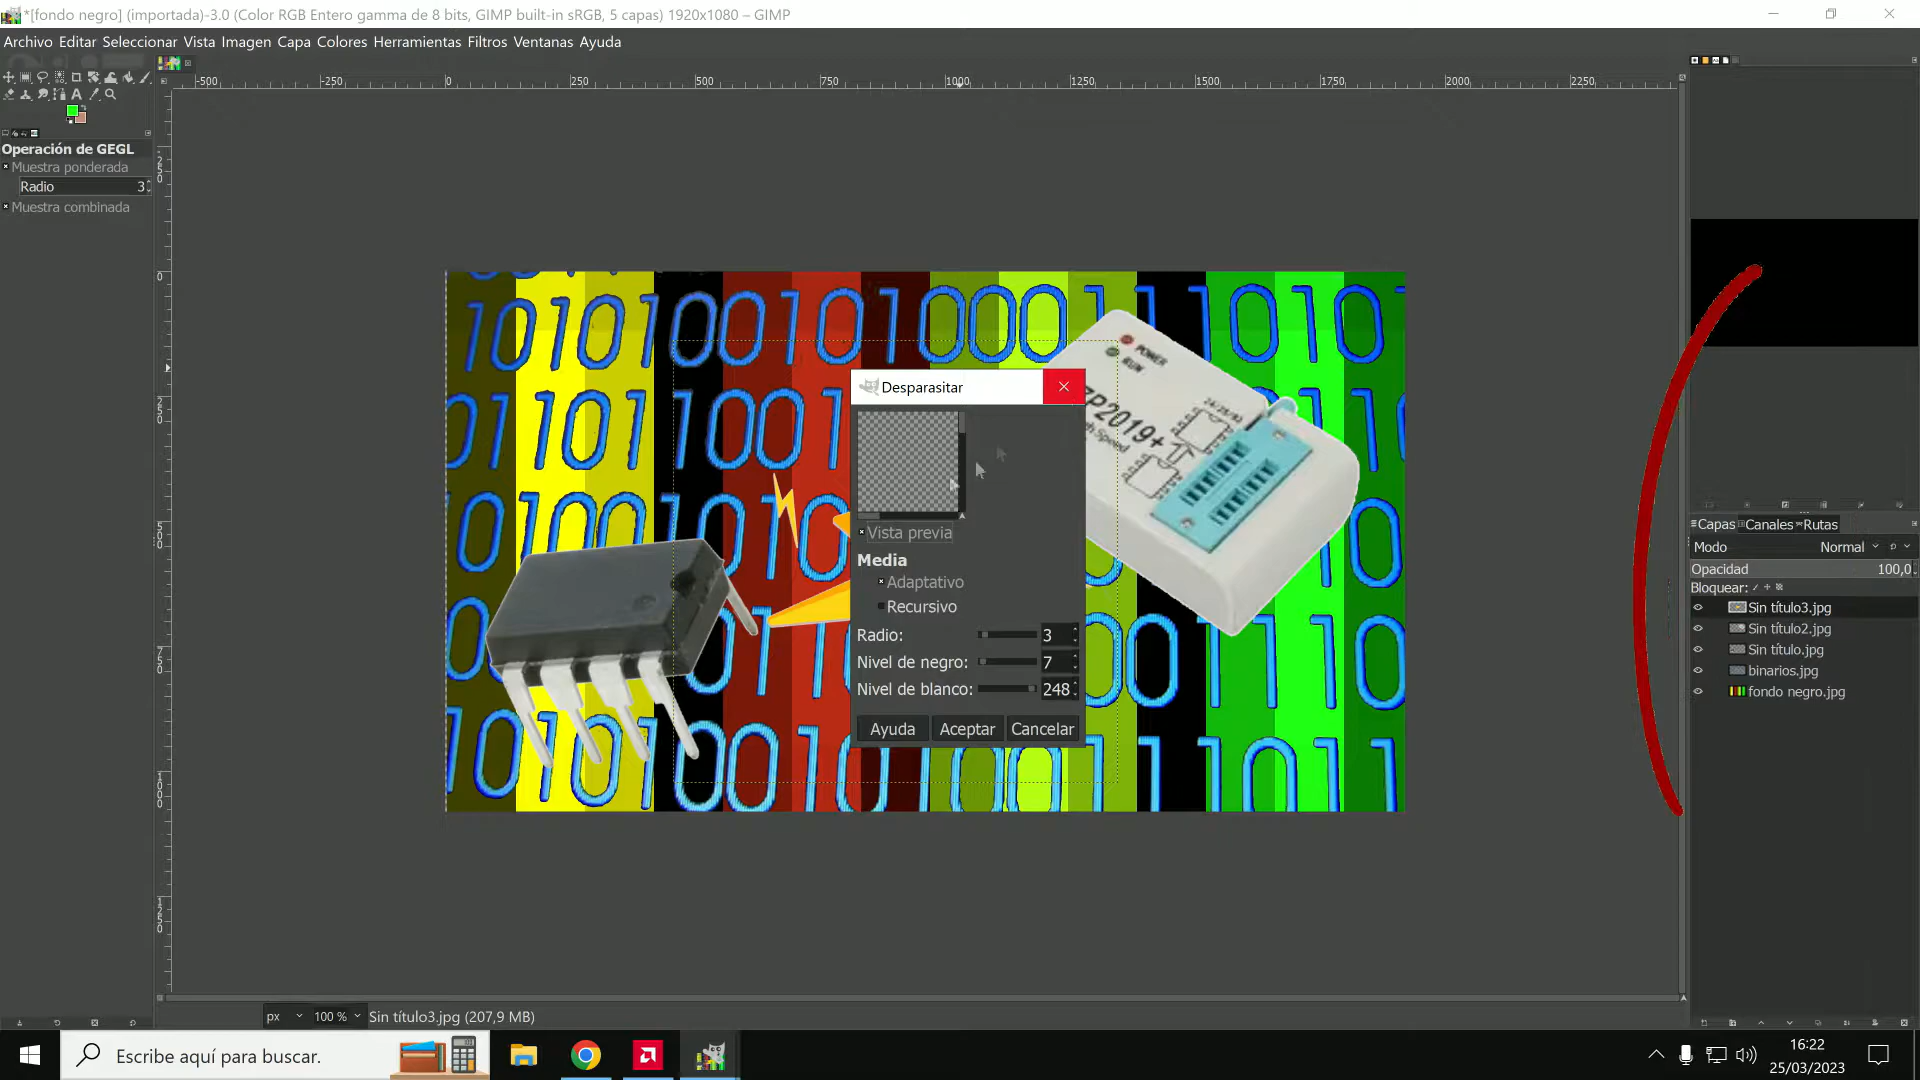 *[fondo negro] (importada)-3.0 (Color RGB Entero gamma de 8 bits, GIMP built-in sRGB, 5 capas) 1920x1080 – GIMP
Archivo Editar Seleccionar Vista Imagen Capa Colores Herramientas Filtros Ventanas Ayuda
-500 -250 0 250 500 750 1000 1250 1500 1750 2000 2250
Operación de GEGL
Muestra ponderada
Radio 3
Muestra combinada
POWER
RUN
ZP2019+
Desparasitar
Vista previa
Media
Adaptativo
Recursivo
Radio: 3
Nivel de negro: 7
Nivel de blanco: 248
Ayuda Aceptar Cancelar
Capas Canales Rutas
Modo Normal
Opacidad 100,0
Bloquear:
Sin título3.jpg
Sin título2.jpg
Sin título.jpg
binarios.jpg
fondo negro.jpg
px 100 % Sin título3.jpg (207,9 MB)
Escribe aquí para buscar.
16:22
25/03/2023